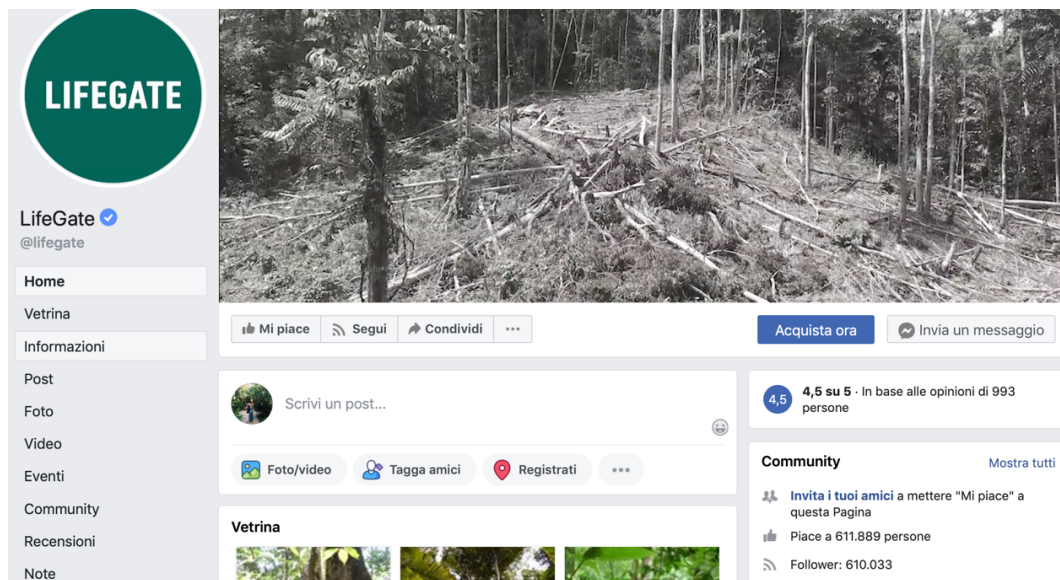 LIFEGATE
LifeGate
@lifegate
Home
Vetrina
Informazioni
Post
Foto
Video
Eventi
Community
Recensioni
Note
Mi piace
Segui
Condividi
Acquista ora
Invia un messaggio
Scrivi un post...
Foto/video
Tagga amici
Registrati
Vetrina
4,5
4,5 su 5 · In base alle opinioni di 993
persone
Community
Mostra tutti
Invita i tuoi amici a mettere "Mi piace" a
questa Pagina
Piace a 611.889 persone
Follower: 610.033